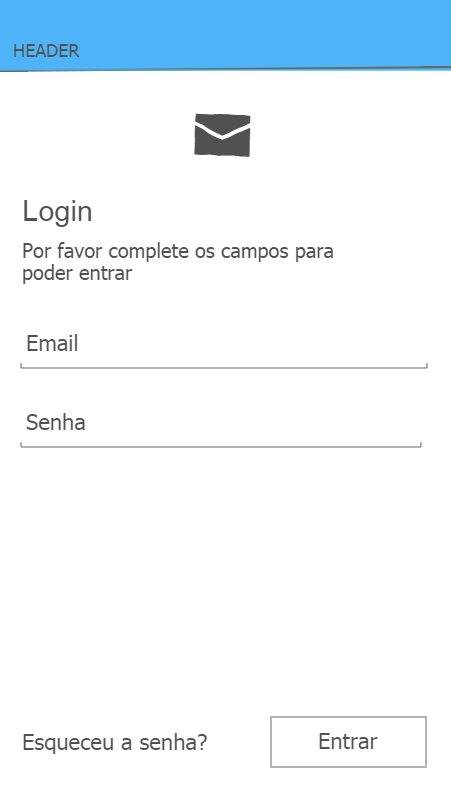 HEADER
Login
Por favor complete os campos para
poder entrar
Email
Senha
Esqueceu a senha?
Entrar